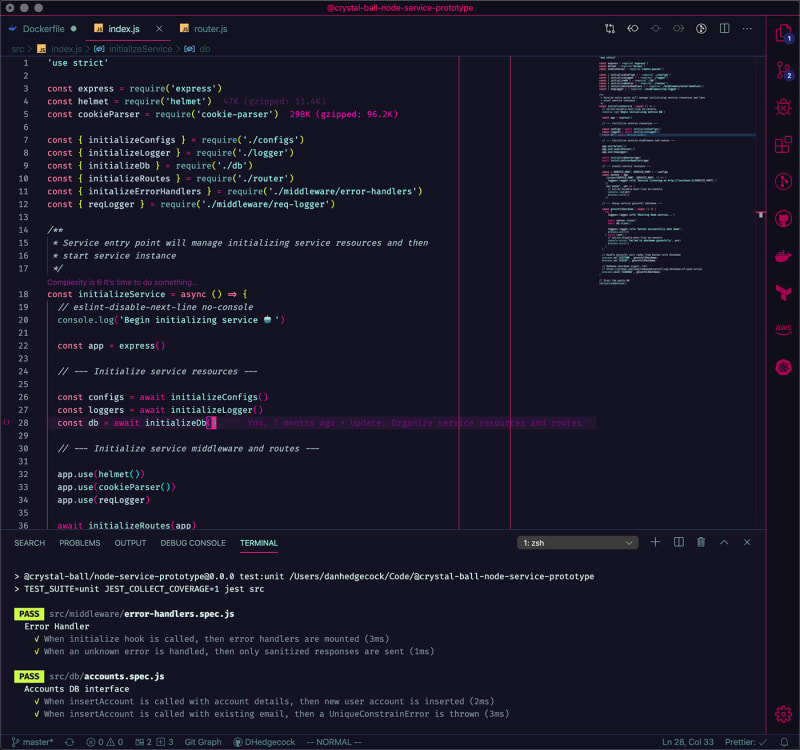 @crystal-ball-node-service-prototype
Dockerfile
index.js
router.js
src > index.js > initializeService > db
1 'use strict'
2
3 const express = require('express')
4 const helmet = require('helmet') 47K (gzipped: 11.4K)
5 const cookieParser = require('cookie-parser') 298K (gzipped: 96.2K)
6
7 const { initializeConfigs } = require('./configs')
8 const { initializeLogger } = require('./logger')
9 const { initializeDb } = require('./db')
10 const { initializeRoutes } = require('./router')
11 const { initalizeErrorHandlers } = require('./middleware/error-handlers')
12 const { reqLogger } = require('./middleware/req-logger')
13
14 /**
15 * Service entry point will manage initializing service resources and then
16 * start service instance
17 */
Complexity is 6 It's time to do something...
18 const initializeService = async () => {
19 // eslint-disable-next-line no-console
20 console.log('Begin initializing service 🤖 ')
21
22 const app = express()
23
24 // --- Initialize service resources ---
25
26 const configs = await initializeConfigs()
27 const loggers = await initializeLogger()
28 const db = await initializeDb() You, 7 months ago • Update: Organize service resources and routes
29
30 // --- Initialize service middleware and routes ---
31
32 app.use(helmet())
33 app.use(cookieParser())
34 app.use(reqLogger)
35
36 await initializeRoutes(app)
1
2
aws
SEARCH PROBLEMS OUTPUT DEBUG CONSOLE TERMINAL 1: zsh
> @crystal-ball/node-service-prototype@0.0.0 test:unit /Users/danhedgecock/Code/@crystal-ball-node-service-prototype
> TEST_SUITE=unit JEST_COLLECT_COVERAGE=1 jest src
PASS src/middleware/error-handlers.spec.js
Error Handler
√ When initialize hook is called, then error handlers are mounted (3ms)
√ When an unknown error is handled, then only sanitized responses are sent (1ms)
PASS src/db/accounts.spec.js
Accounts DB interface
√ When insertAccount is called with account details, then new user account is inserted (2ms)
√ When insertAccount is called with existing email, then a UniqueConstrainError is thrown (3ms)
master* 0 0 2 3 Git Graph DHedgecock -- NORMAL -- Ln 28, Col 33 Prettier: ✓